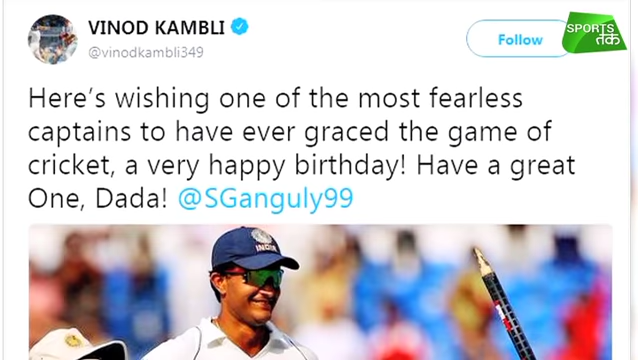 VINOD KAMBLI
@vinodkambli349
Follow
SPORTS
तक
Here's wishing one of the most fearless
captains to have ever graced the game of
cricket, a very happy birthday! Have a great
One, Dada! @SGanguly99
INDIA